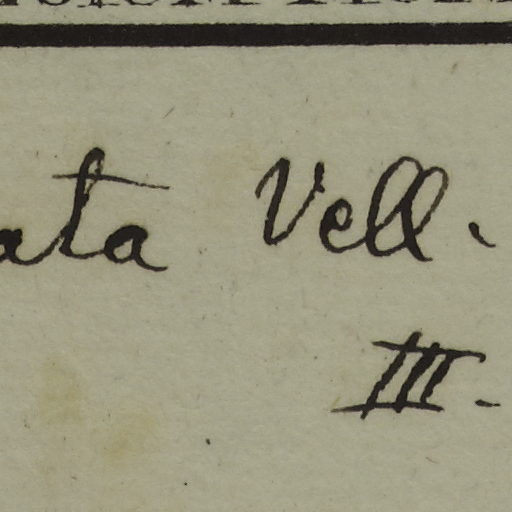 ata Vell.
III.